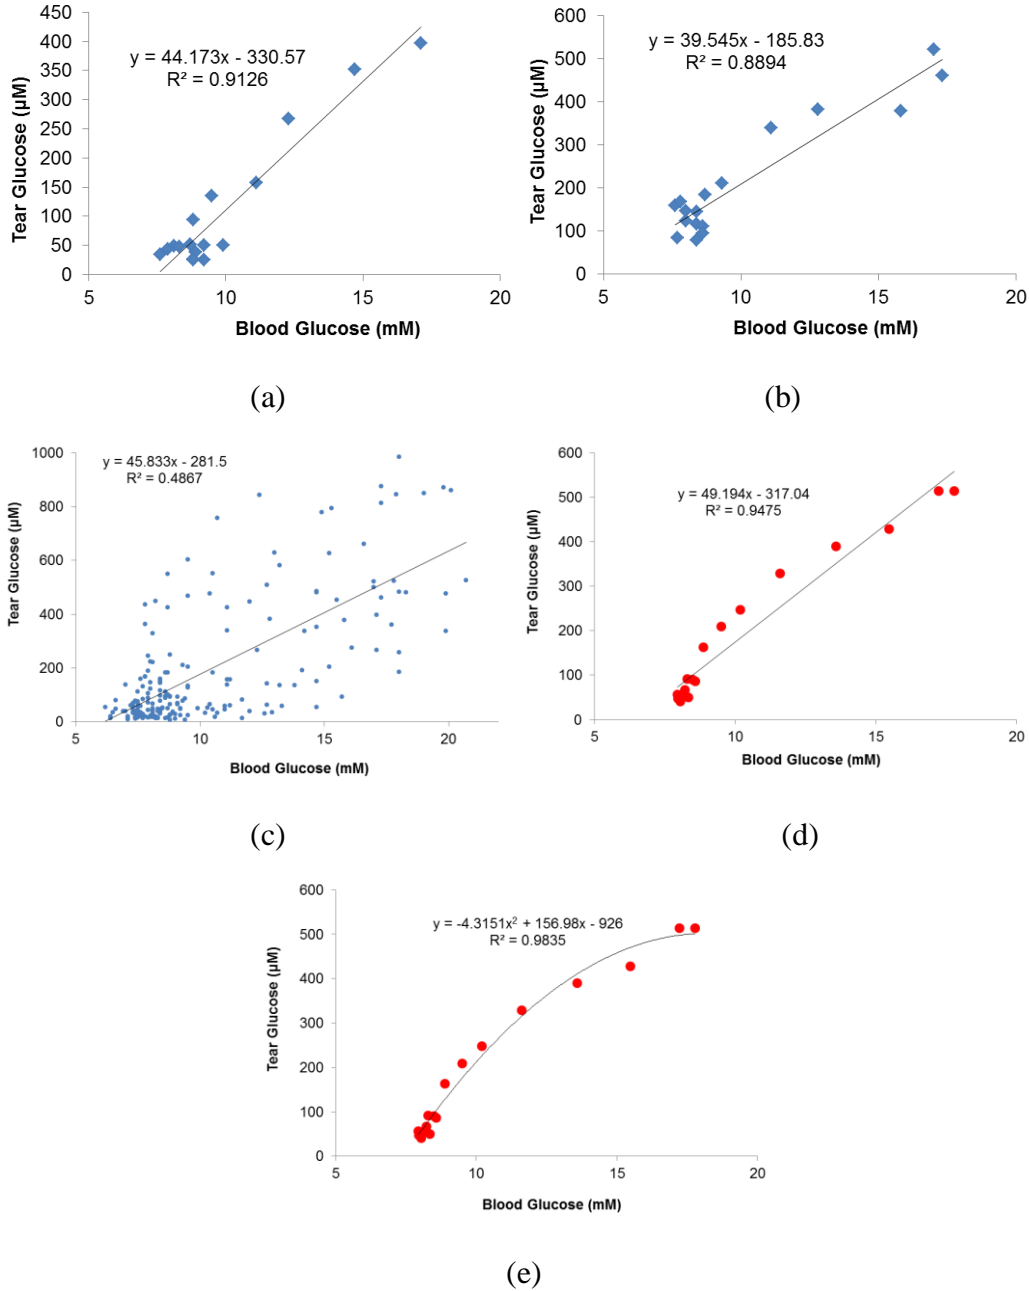 y = 44.173x - 330.57
R² = 0.9126
450
400
350
300
250
200
150
100
50
0
Tear Glucose (µM)
5
10
15
20
Blood Glucose (mM)
(a)
y = 39.545x - 185.83
R² = 0.8894
600
500
400
300
200
100
0
Tear Glucose (µM)
5
10
15
20
Blood Glucose (mM)
(b)
y = 45.833x - 281.5
R² = 0.4867
1000
800
600
400
200
0
Tear Glucose (µM)
5
10
15
20
Blood Glucose (mM)
(c)
y = 49.194x - 317.04
R² = 0.9475
600
500
400
300
200
100
0
Tear Glucose (µM)
5
10
15
20
Blood Glucose (mM)
(d)
y = -4.3151x² + 156.98x - 926
R² = 0.9835
600
500
400
300
200
100
0
Tear Glucose (µM)
5
10
15
20
Blood Glucose (mM)
(e)